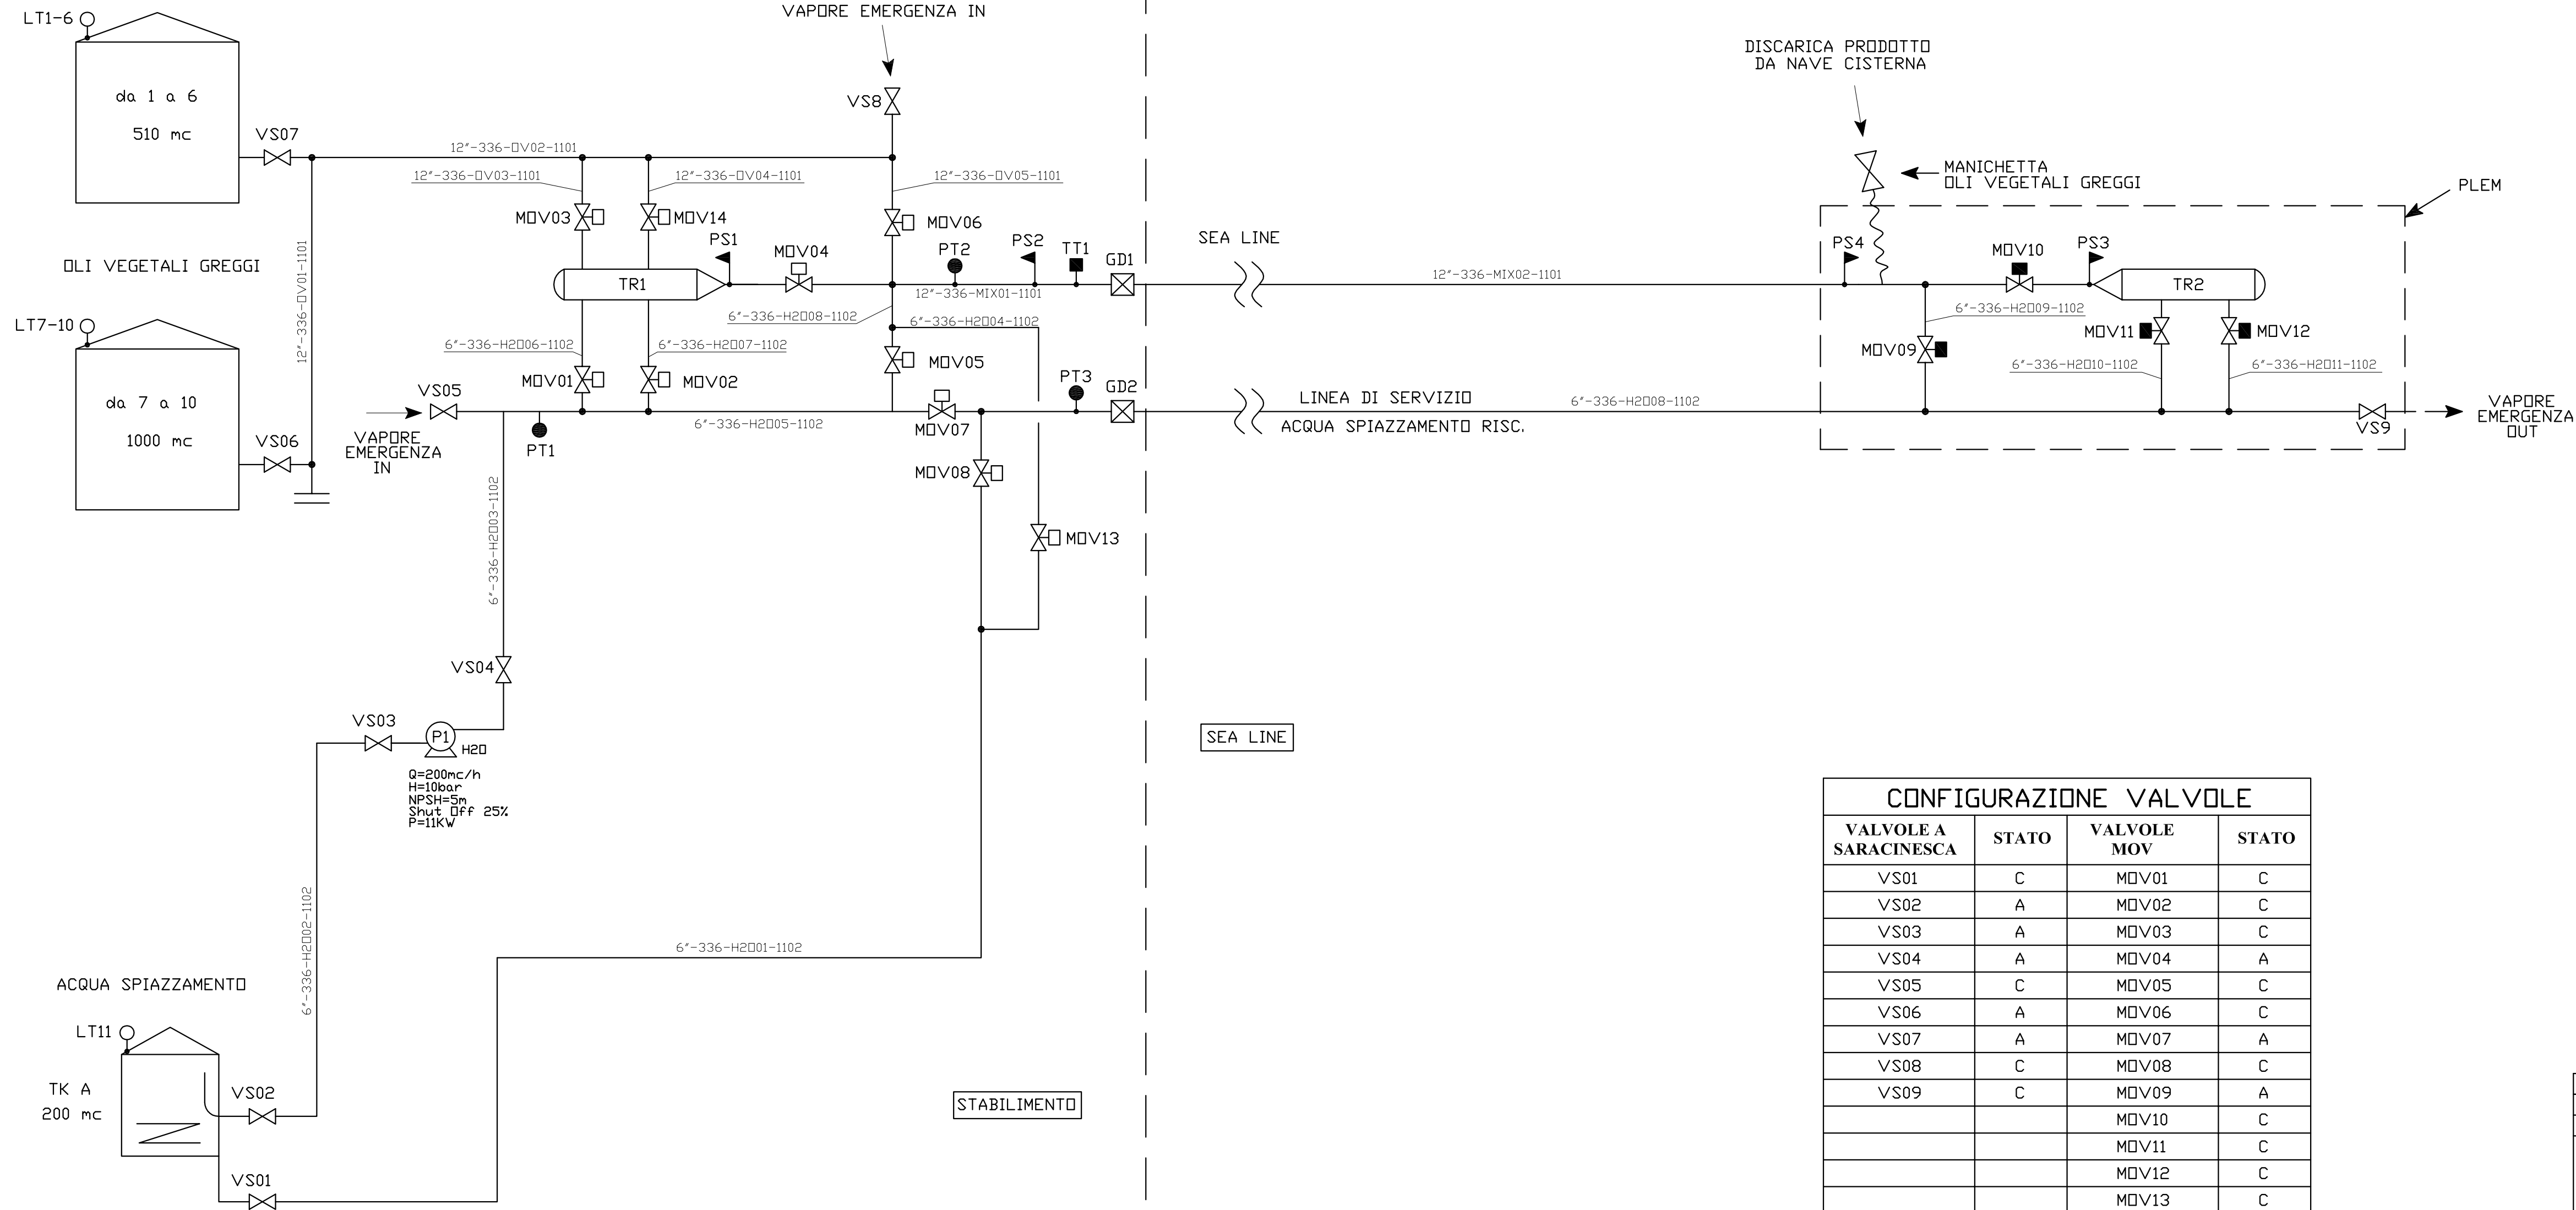 LT1-6
da 1 a 6
510 mc
VS07
OLI VEGETALI GREGGI
LT7-10
da 7 a 10
1000 mc
VS06
12"-336-OV01-1101
12"-336-OV02-1101
VAPORE EMERGENZA IN
VS8
12"-336-OV03-1101
12"-336-OV04-1101
12"-336-OV05-1101
MOV03
MOV14
MOV06
PS1
MOV04
PT2
PS2
TT1
GD1
TR1
12"-336-MIX01-1101
6"-336-H2O08-1102
6"-336-H2O04-1102
6"-336-H2O06-1102
6"-336-H2O07-1102
MOV01
MOV02
MOV05
PT3
GD2
VS05
VAPORE
EMERGENZA
IN
PT1
6"-336-H2O05-1102
MOV07
MOV08
MOV13
6"-336-H2O03-1102
VS04
VS03
P1
H2O
Q=200mc/h
H=10bar
NPSH=5m
Shut Off 25%
P=11KW
6"-336-H2O02-1102
6"-336-H2O01-1102
ACQUA SPIAZZAMENTO
LT11
TK A
200 mc
VS02
VS01
STABILIMENTO
SEA LINE
SEA LINE
12"-336-MIX02-1101
LINEA DI SERVIZIO
ACQUA SPIAZZAMENTO RISC.
6"-336-H2O08-1102
DISCARICA PRODOTTO
DA NAVE CISTERNA
MANICHETTA
OLI VEGETALI GREGGI
PLEM
PS4
MOV10
PS3
TR2
6"-336-H2O09-1102
MOV09
MOV11
MOV12
6"-336-H2O10-1102
6"-336-H2O11-1102
VS9
VAPORE
EMERGENZA
OUT
CONFIGURAZIONE VALVOLE
VALVOLE A SARACINESCA STATO VALVOLE MOV STATO
VS01 C MOV01 C
VS02 A MOV02 C
VS03 A MOV03 C
VS04 A MOV04 A
VS05 C MOV05 C
VS06 A MOV06 C
VS07 A MOV07 A
VS08 C MOV08 C
VS09 C MOV09 A
MOV10 C
MOV11 C
MOV12 C
MOV13 C